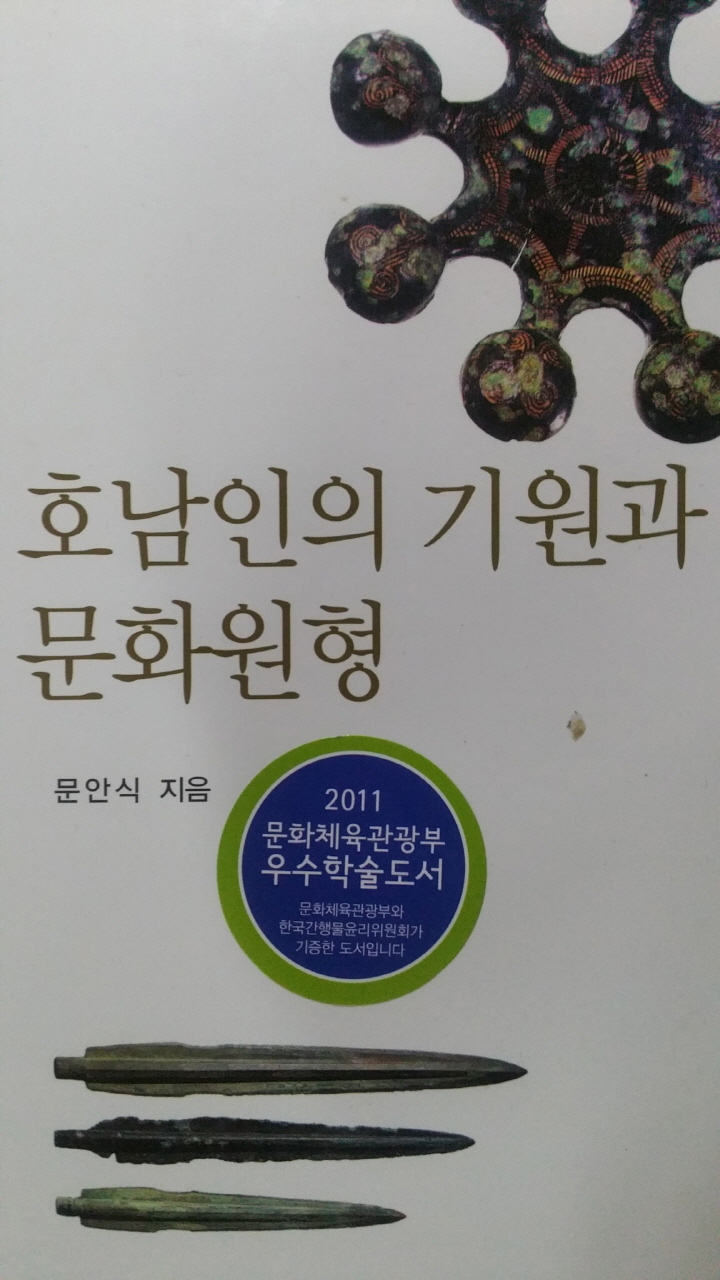 호남인의 기원과
문화원형
문안식 지음
2011
문화체육관광부
우수학술도서
문화체육관광부와
한국간행물윤리위원회가
기증한 도서입니다